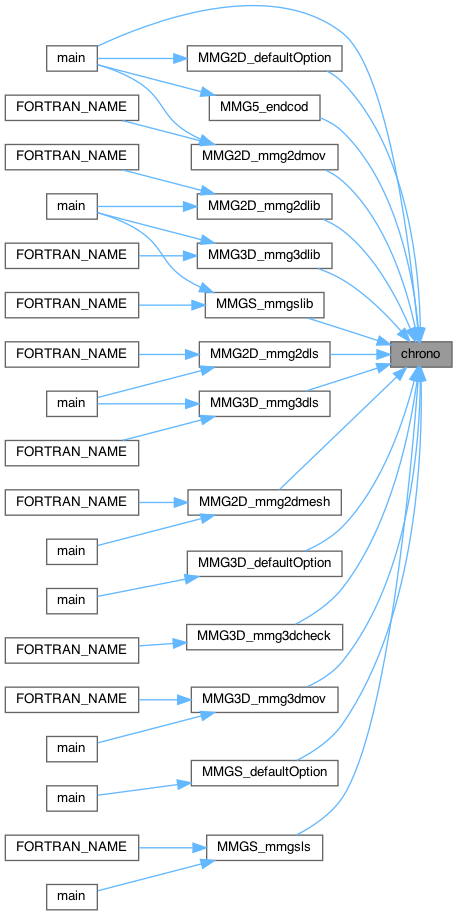 main
MMG2D_defaultOption
MMG5_endcod
FORTRAN_NAME
MMG2D_mmg2dmov
FORTRAN_NAME
MMG2D_mmg2dlib
main
MMG3D_mmg3dlib
FORTRAN_NAME
MMGS_mmgslib
FORTRAN_NAME
MMG2D_mmg2dls
FORTRAN_NAME
chrono
main
MMG3D_mmg3dls
FORTRAN_NAME
MMG2D_mmg2dmesh
FORTRAN_NAME
main
MMG3D_defaultOption
main
MMG3D_mmg3dcheck
FORTRAN_NAME
MMG3D_mmg3dmov
FORTRAN_NAME
main
MMGS_defaultOption
main
MMGS_mmgsls
FORTRAN_NAME
main